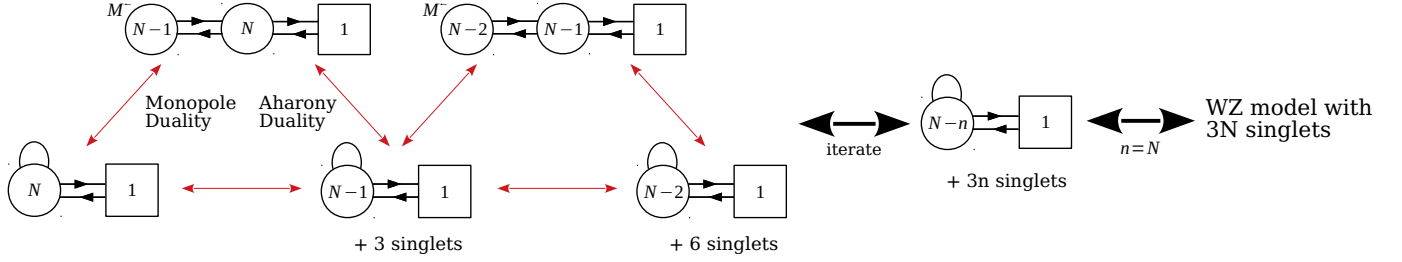 M⁻
N−1
N
1
M⁻
N−2
N−1
1
Monopole
Duality
Aharony
Duality
N−n
1
WZ model with
3N singlets
iterate
n=N
+ 3n singlets
N
1
N−1
1
N−2
1
+ 3 singlets
+ 6 singlets